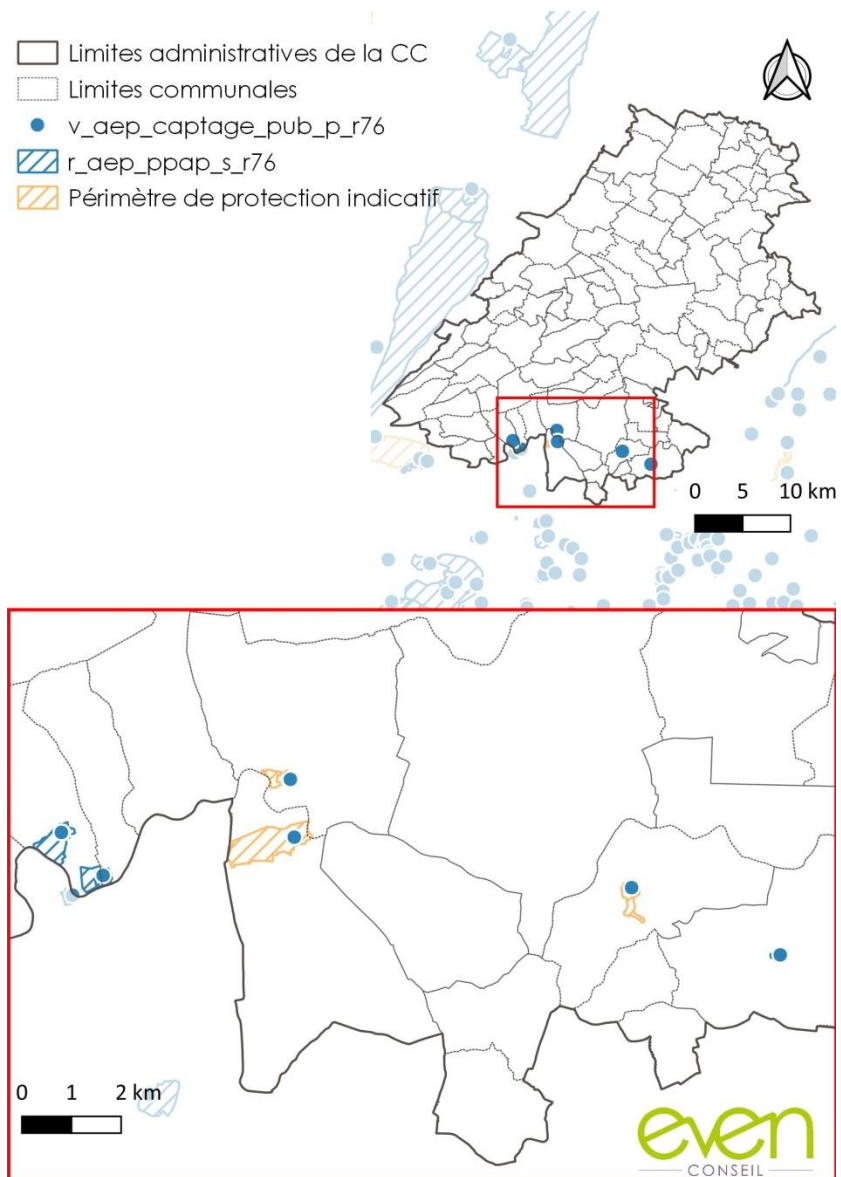 Limites administratives de la CC
Limites communales
v_aep_captage_pub_p_r76
r_aep_ppap_s_r76
Périmètre de protection indicatif
0 5 10 km
0 1 2 km
even
CONSEIL